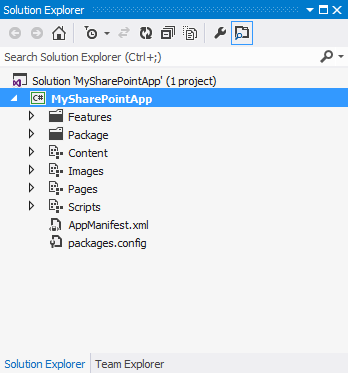 Solution Explorer
Search Solution Explorer (Ctrl+;)
Solution 'MySharePointApp' (1 project)
C# MySharePointApp
Features
Package
Content
Images
Pages
Scripts
AppManifest.xml
packages.config
Solution Explorer Team Explorer